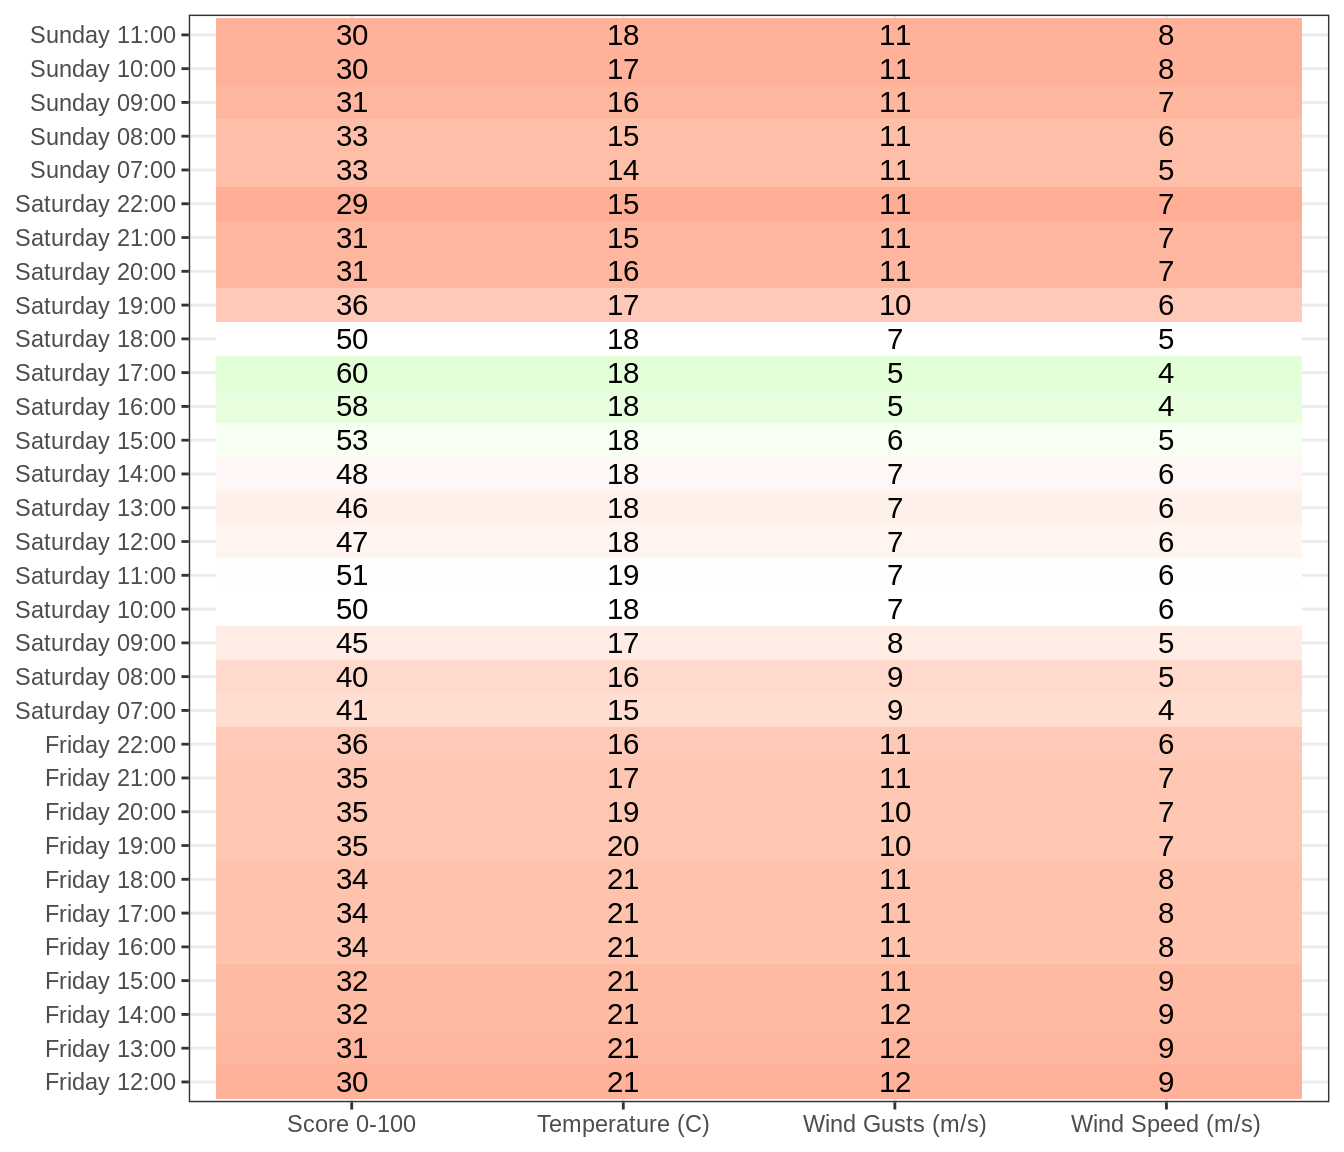 Sunday 11:00 30 18 11 8
Sunday 10:00 30 17 11 8
Sunday 09:00 31 16 11 7
Sunday 08:00 33 15 11 6
Sunday 07:00 33 14 11 5
Saturday 22:00 29 15 11 7
Saturday 21:00 31 15 11 7
Saturday 20:00 31 16 11 7
Saturday 19:00 36 17 10 6
Saturday 18:00 50 18 7 5
Saturday 17:00 60 18 5 4
Saturday 16:00 58 18 5 4
Saturday 15:00 53 18 6 5
Saturday 14:00 48 18 7 6
Saturday 13:00 46 18 7 6
Saturday 12:00 47 18 7 6
Saturday 11:00 51 19 7 6
Saturday 10:00 50 18 7 6
Saturday 09:00 45 17 8 5
Saturday 08:00 40 16 9 5
Saturday 07:00 41 15 9 4
Friday 22:00 36 16 11 6
Friday 21:00 35 17 11 7
Friday 20:00 35 19 10 7
Friday 19:00 35 20 10 7
Friday 18:00 34 21 11 8
Friday 17:00 34 21 11 8
Friday 16:00 34 21 11 8
Friday 15:00 32 21 11 9
Friday 14:00 32 21 12 9
Friday 13:00 31 21 12 9
Friday 12:00 30 21 12 9
Score 0-100 Temperature (C) Wind Gusts (m/s) Wind Speed (m/s)